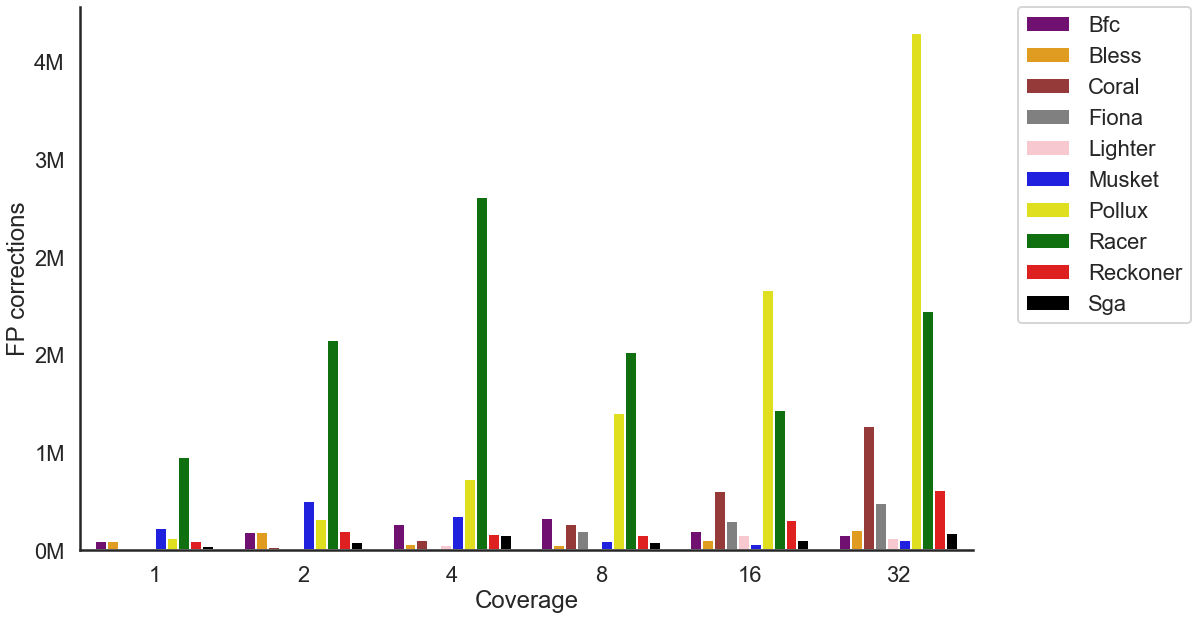 4M
3M
2M
2M
1M
0M
FP corrections
1 2 4 8 16 32
Coverage
Bfc
Bless
Coral
Fiona
Lighter
Musket
Pollux
Racer
Reckoner
Sga